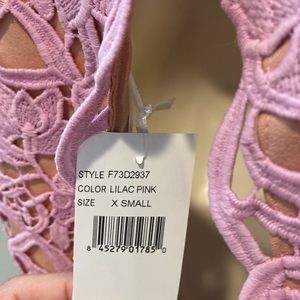 STYLE F73D2937
COLOR LILAC PINK
SIZE X SMALL
8 45279 01785 0